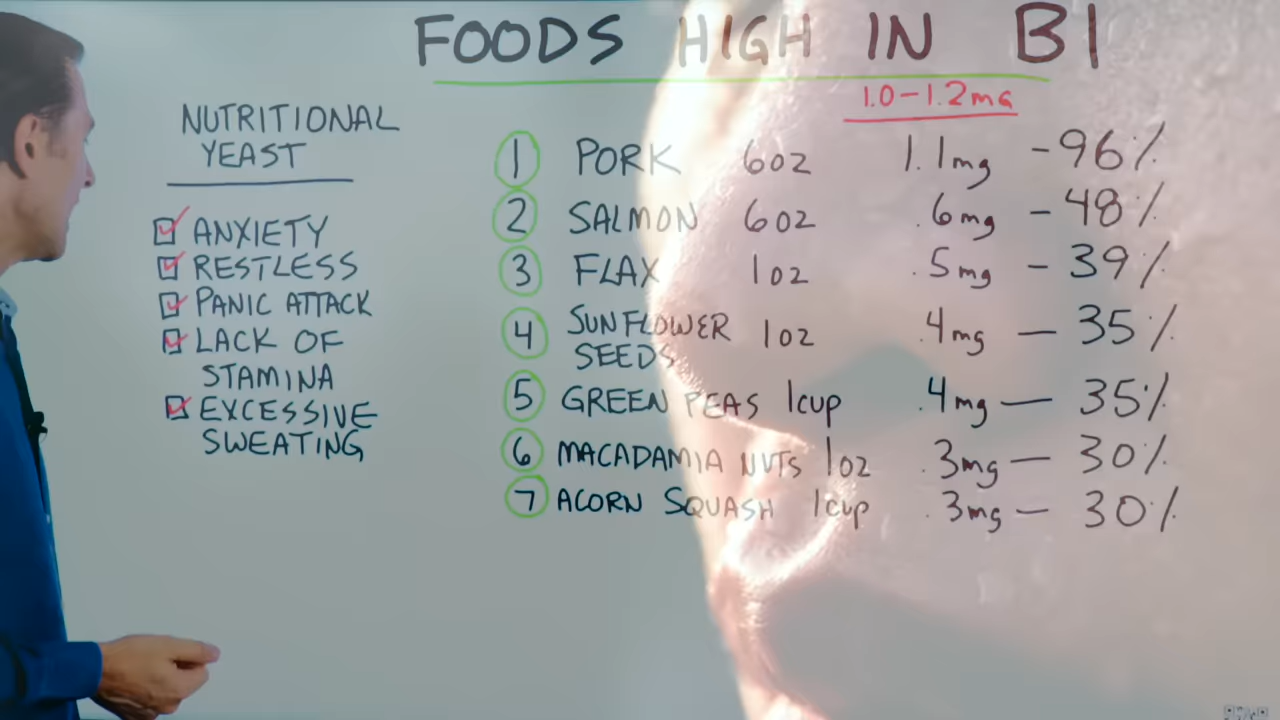 FOODS HIGH IN B1
1.0-1.2mg
NUTRITIONAL
YEAST
ANXIETY
RESTLESS
PANIC ATTACK
LACK OF
STAMINA
EXCESSIVE
SWEATING
1 PORK 6oz 1.1mg -96%
2 SALMON 6oz .6mg -48%
3 FLAX 1oz .5mg -39%
4 SUNFLOWER 1oz .4mg -35%
SEEDS
5 GREEN PEAS 1cup .4mg -35%
6 MACADAMIA NUTS 1oz .3mg -30%
7 ACORN SQUASH 1cup .3mg -30%